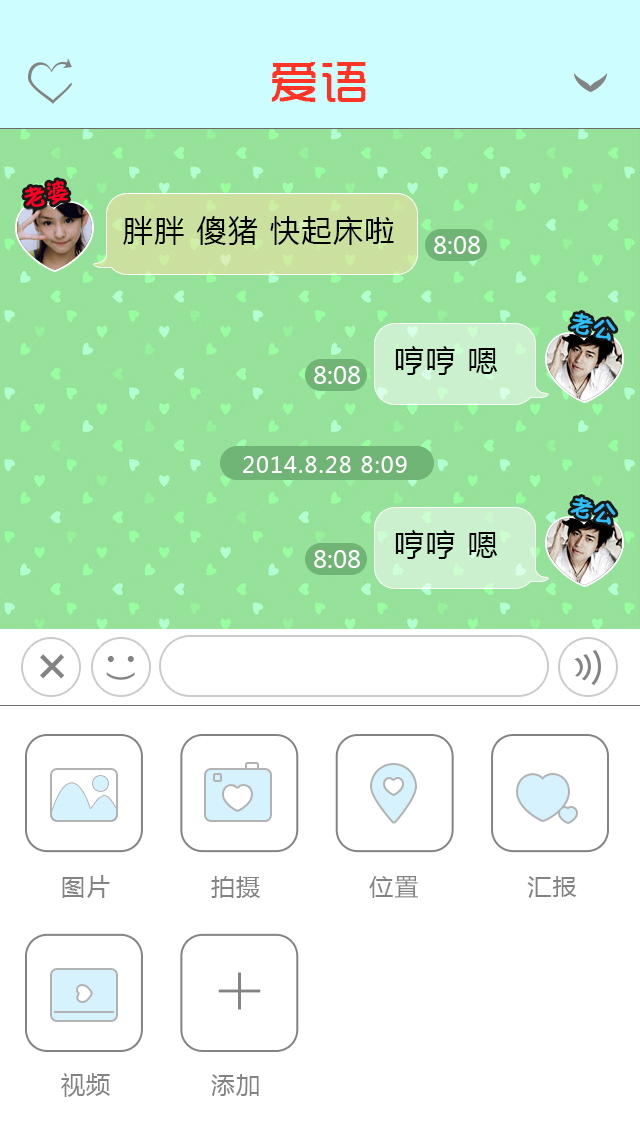 爱语
老婆
胖胖 傻猪 快起床啦
8:08
老公
哼哼 嗯
8:08
2014.8.28 8:09
老公
哼哼 嗯
8:08
图片
拍摄
位置
汇报
视频
添加